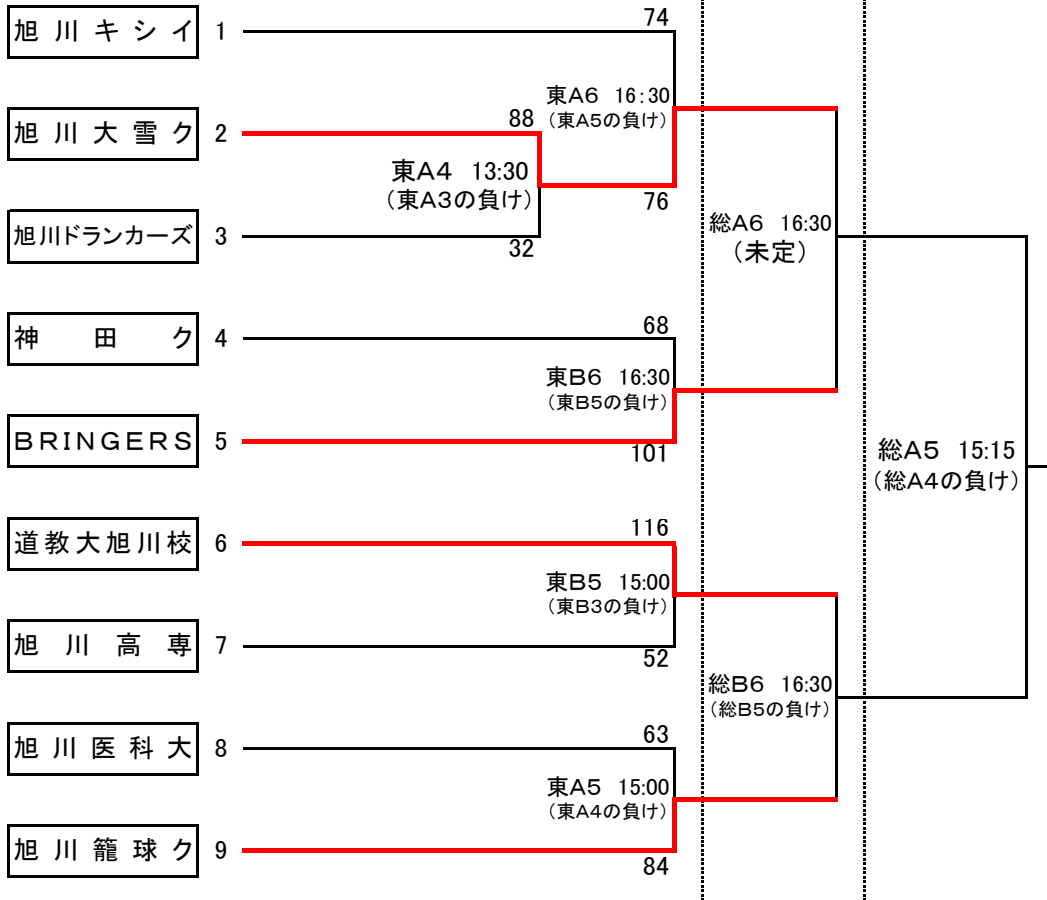 旭川キシイ 1
74
東A6 16:30
(東A5の負け)
旭川大雪ク 2
88
東A4 13:30
(東A3の負け)
76
旭川ドランカーズ 3
32
総A6 16:30
(未定)
神田ク 4
68
東B6 16:30
(東B5の負け)
BRINGERS 5
101
総A5 15:15
(総A4の負け)
道教大旭川校 6
116
東B5 15:00
(東B3の負け)
旭川高専 7
52
総B6 16:30
(総B5の負け)
旭川医科大 8
63
東A5 15:00
(東A4の負け)
旭川籠球ク 9
84